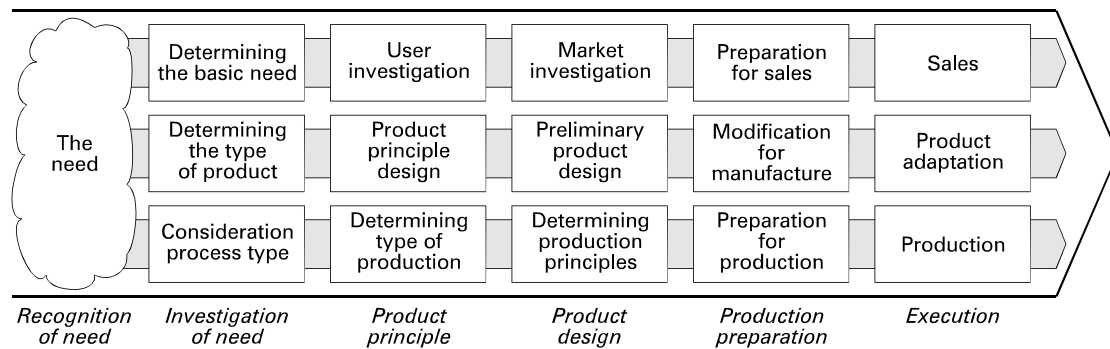 The
need
Determining
the basic need
User
investigation
Market
investigation
Preparation
for sales
Sales
Determining
the type
of product
Product
principle
design
Preliminary
product
design
Modification
for
manufacture
Product
adaptation
Consideration
process type
Determining
type of
production
Determining
production
principles
Preparation
for
production
Production
Recognition
of need
Investigation
of need
Product
principle
Product
design
Production
preparation
Execution